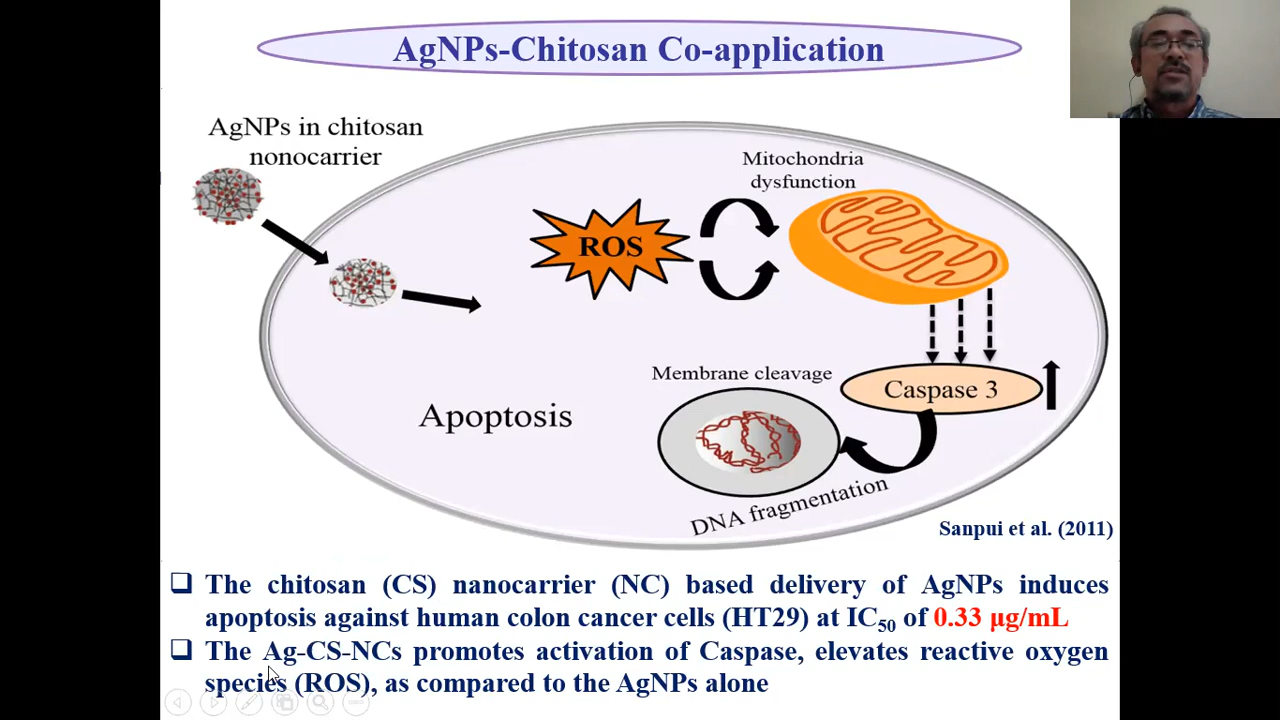 AgNPs-Chitosan Co-application
AgNPs in chitosan
nonocarrier
Mitochondria
dysfunction
ROS
Membrane cleavage
Caspase 3
Apoptosis
DNA fragmentation
Sanpui et al. (2011)
The chitosan (CS) nanocarrier (NC) based delivery of AgNPs induces
apoptosis against human colon cancer cells (HT29) at IC50 of 0.33 µg/mL
The Ag-CS-NCs promotes activation of Caspase, elevates reactive oxygen
species (ROS), as compared to the AgNPs alone